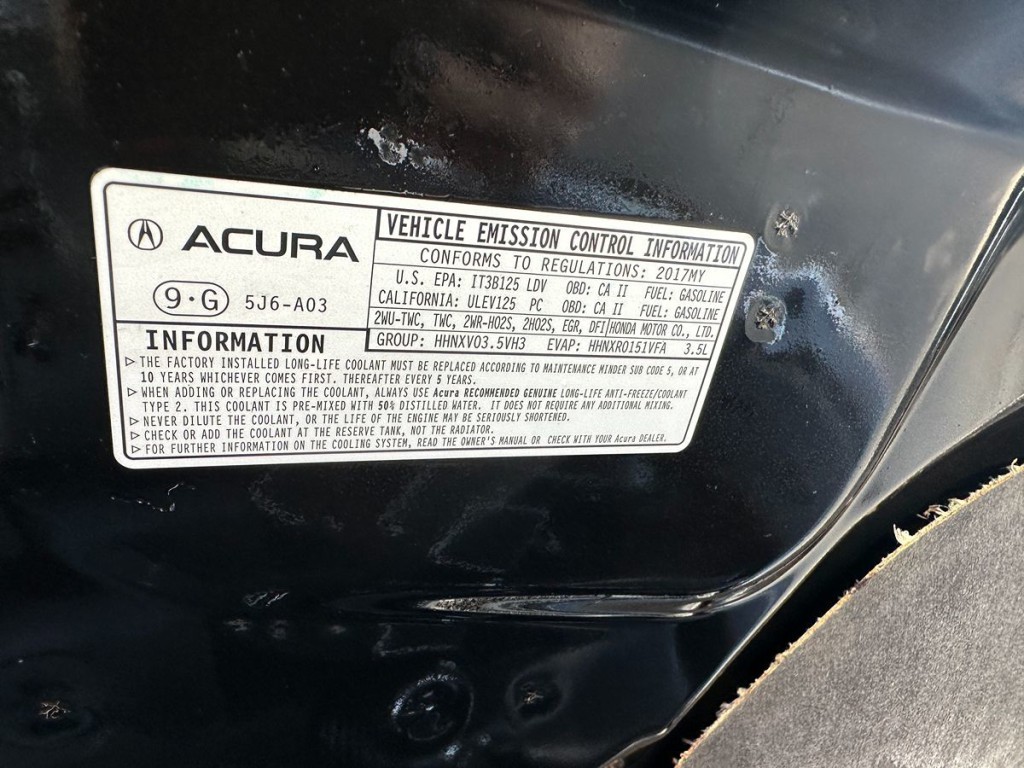 ACURA
9·G 5J6-A03
VEHICLE EMISSION CONTROL INFORMATION
CONFORMS TO REGULATIONS: 2017MY
U.S. EPA: IT3B125 LDV OBD: CA II FUEL: GASOLINE
CALIFORNIA: ULEV125 PC OBD: CA II FUEL: GASOLINE
2WU-TWC, TWC, 2WR-HO2S, 2HO2S, EGR, DFI HONDA MOTOR CO., LTD.
GROUP: HHNXV03.5VH3 EVAP: HHNXR0151VFA 3.5L
INFORMATION
▷ THE FACTORY INSTALLED LONG-LIFE COOLANT MUST BE REPLACED ACCORDING TO MAINTENANCE MINDER SUB CODE 5, OR AT
10 YEARS WHICHEVER COMES FIRST. THEREAFTER EVERY 5 YEARS.
▷ WHEN ADDING OR REPLACING THE COOLANT, ALWAYS USE Acura RECOMMENDED GENUINE LONG-LIFE ANTI-FREEZE/COOLANT
TYPE 2. THIS COOLANT IS PRE-MIXED WITH 50% DISTILLED WATER. IT DOES NOT REQUIRE ANY ADDITIONAL MIXING.
▷ NEVER DILUTE THE COOLANT, OR THE LIFE OF THE ENGINE MAY BE SERIOUSLY SHORTENED.
▷ CHECK OR ADD THE COOLANT AT THE RESERVE TANK, NOT THE RADIATOR.
▷ FOR FURTHER INFORMATION ON THE COOLING SYSTEM, READ THE OWNER'S MANUAL OR CHECK WITH YOUR Acura DEALER.